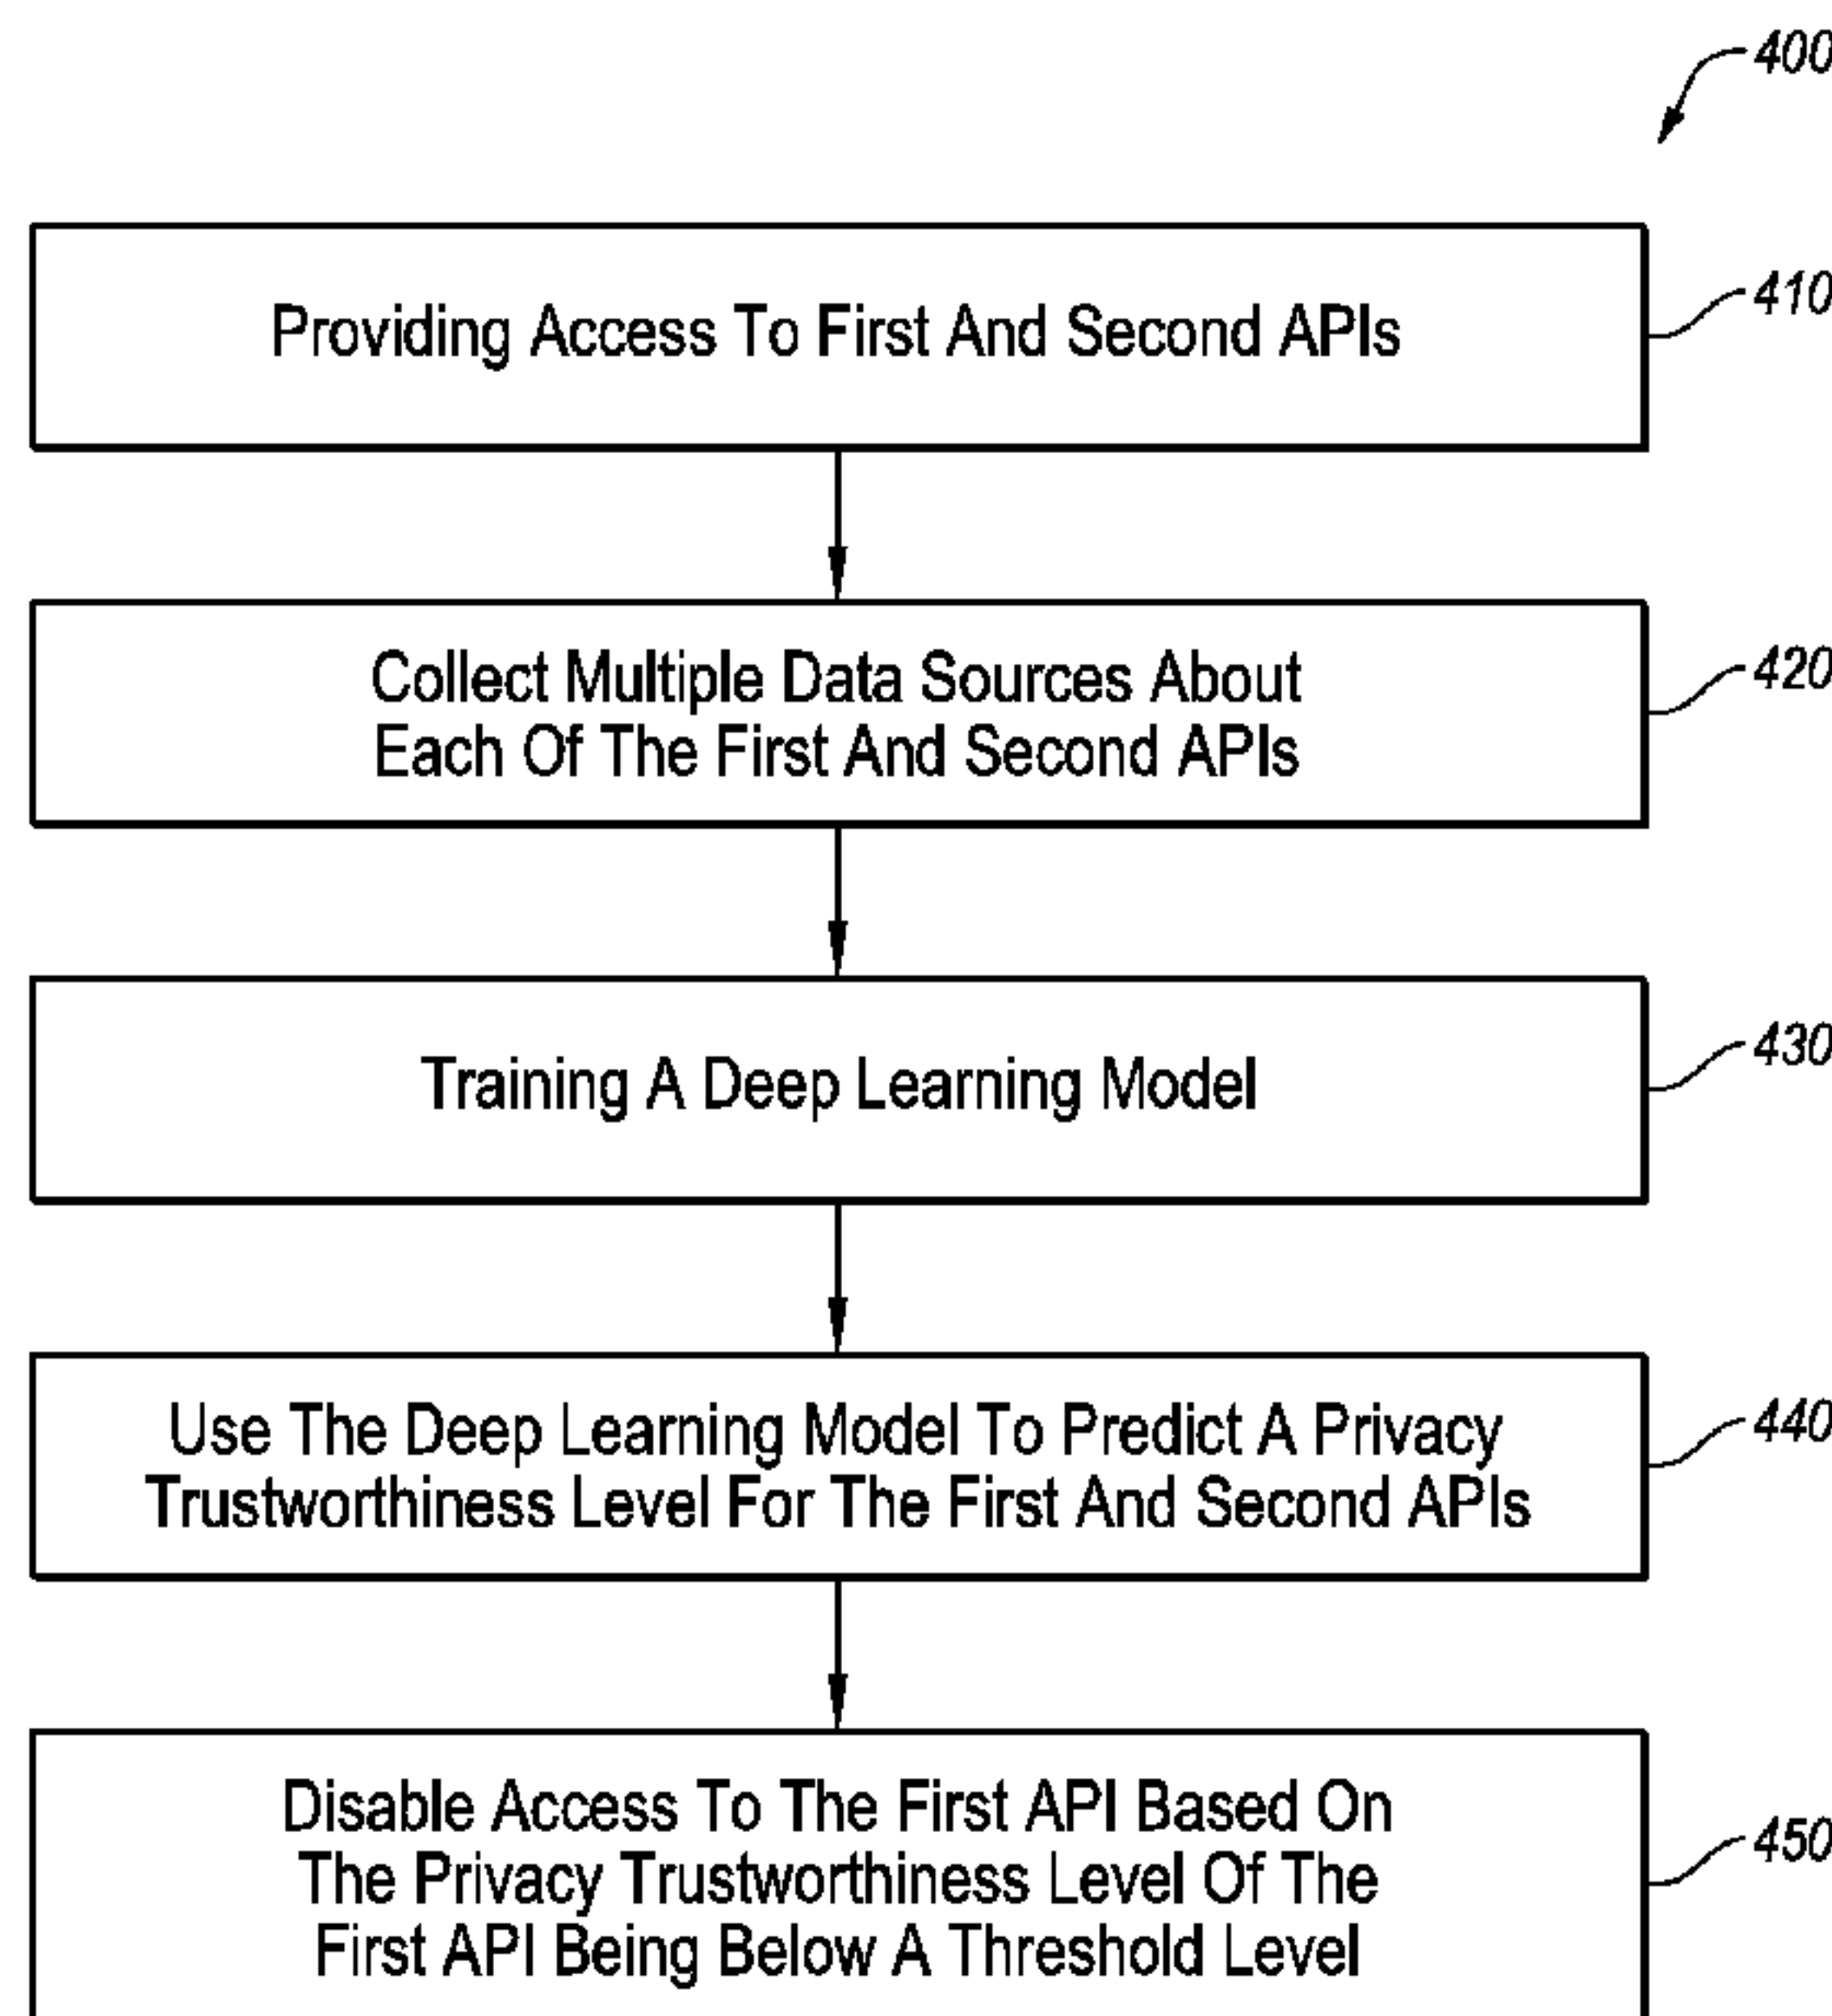 400
Providing Access To First And Second APIs
410
Collect Multiple Data Sources About
Each Of The First And Second APIs
420
Training A Deep Learning Model
430
Use The Deep Learning Model To Predict A Privacy
Trustworthiness Level For The First And Second APIs
440
Disable Access To The First API Based On
The Privacy Trustworthiness Level Of The
First API Being Below A Threshold Level
450